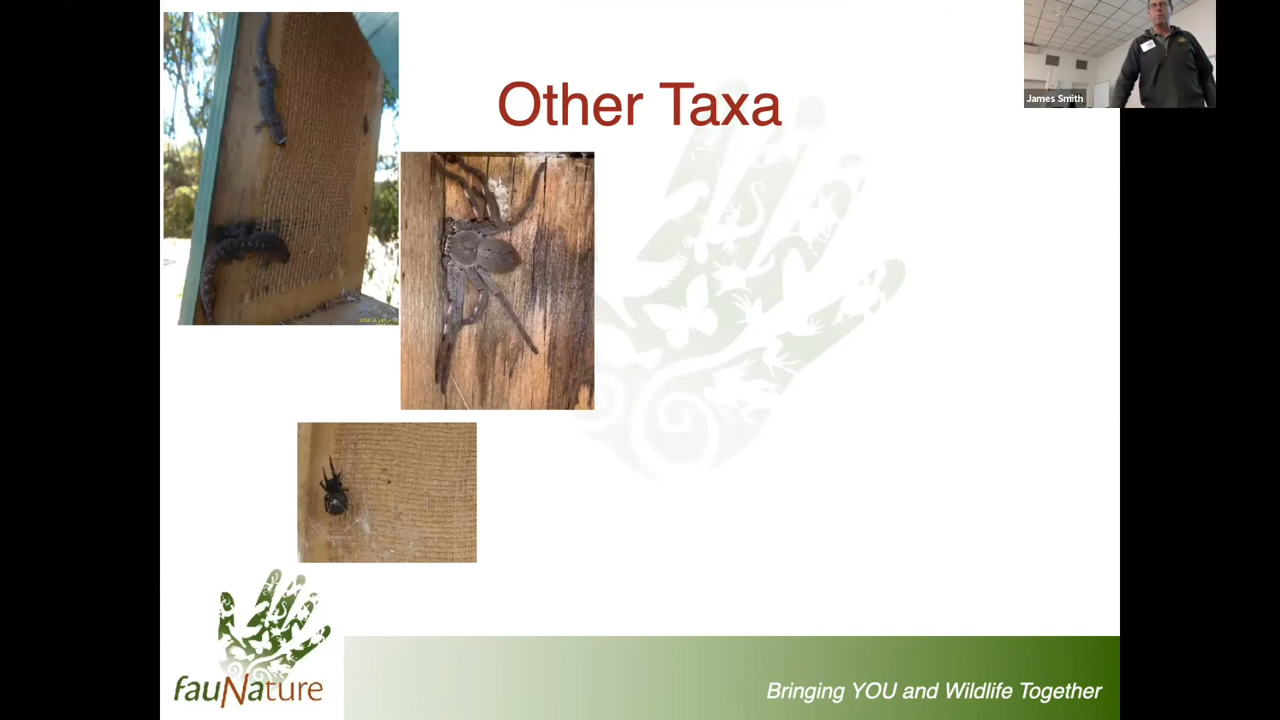 Other Taxa
James Smith
fauNature
Bringing YOU and Wildlife Together